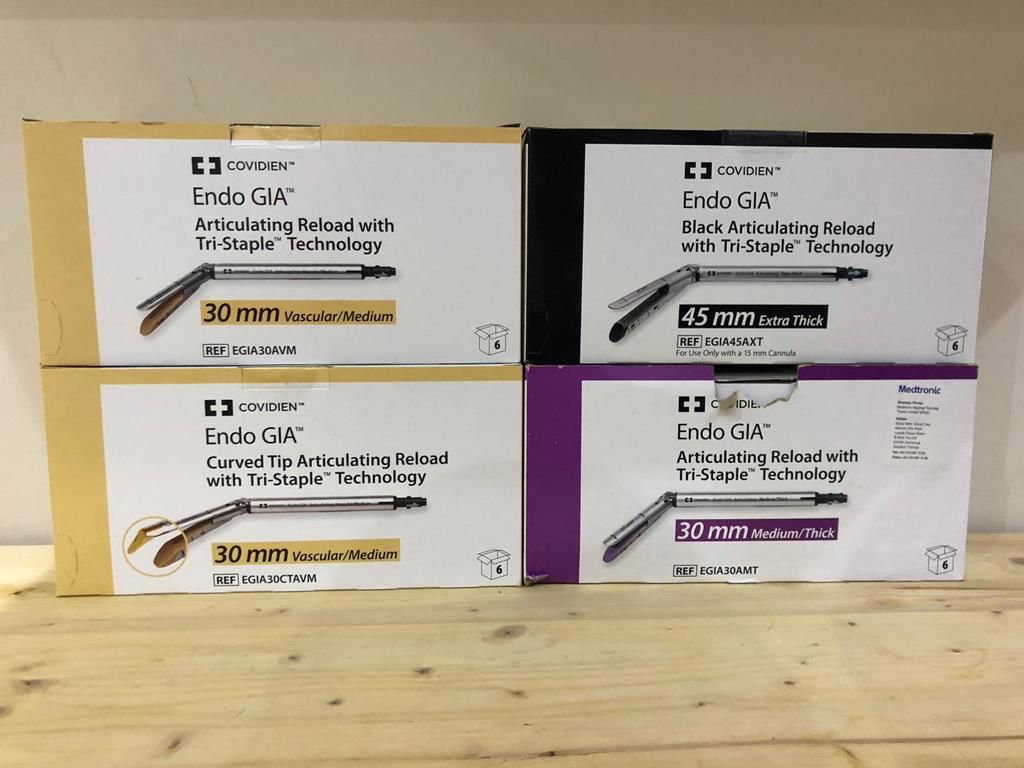 COVIDIEN™
Endo GIA™
Articulating Reload with
Tri-Staple™ Technology
30 mm Vascular/Medium
REF EGIA30AVM
6
COVIDIEN™
Endo GIA™
Black Articulating Reload
with Tri-Staple™ Technology
45 mm Extra Thick
REF EGIA45AXT
For Use Only with a 15 mm Cannula
6
COVIDIEN™
Endo GIA™
Curved Tip Articulating Reload
with Tri-Staple™ Technology
30 mm Vascular/Medium
REF EGIA30CTAVM
6
Medtronic
Endo GIA™
Articulating Reload with
Tri-Staple™ Technology
30 mm Medium/Thick
REF EGIA30AMT
6